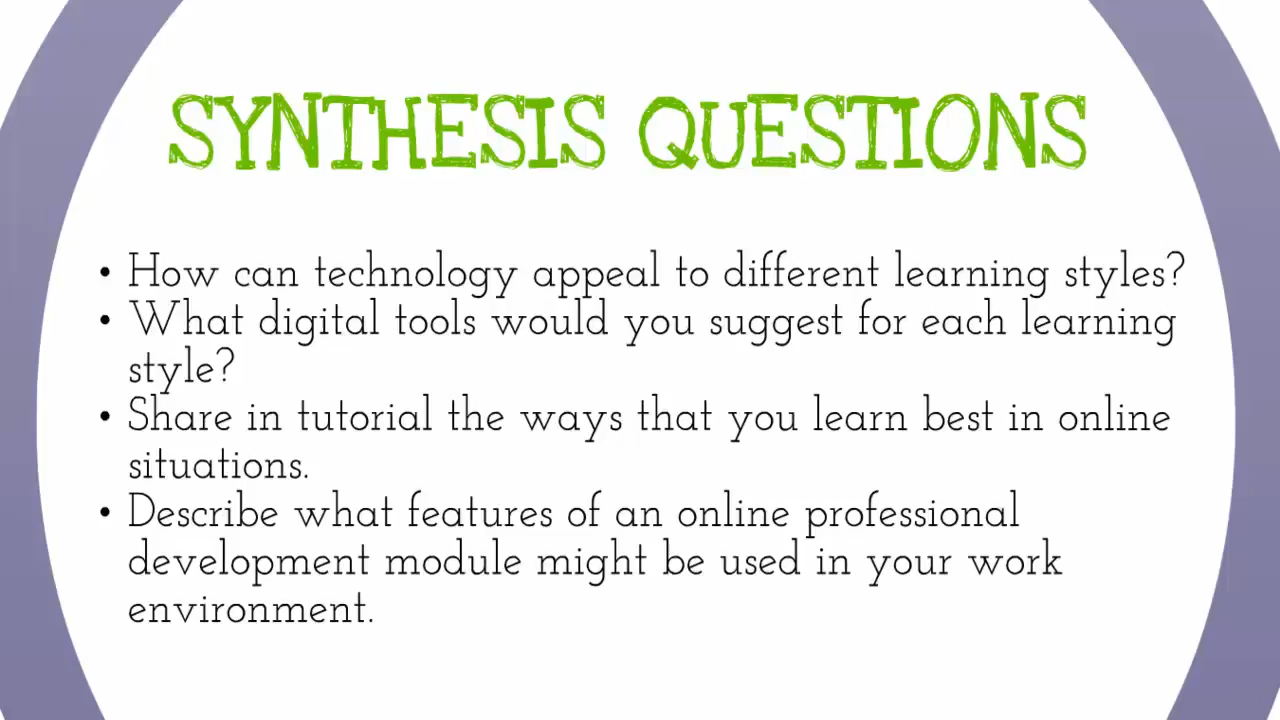 SYNTHESIS QUESTIONS
• How can technology appeal to different learning styles?
• What digital tools would you suggest for each learning
style?
• Share in tutorial the ways that you learn best in online
situations.
• Describe what features of an online professional
development module might be used in your work
environment.